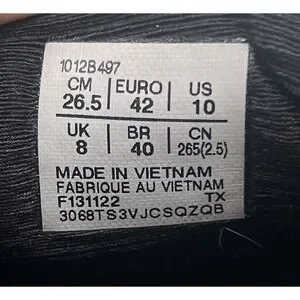 1012B497
CM EURO US
26.5 42 10
UK BR CN
8 40 265(2.5)
MADE IN VIETNAM
FABRIQUE AU VIETNAM
F131122 TX
3068TS3VJCSQZQB